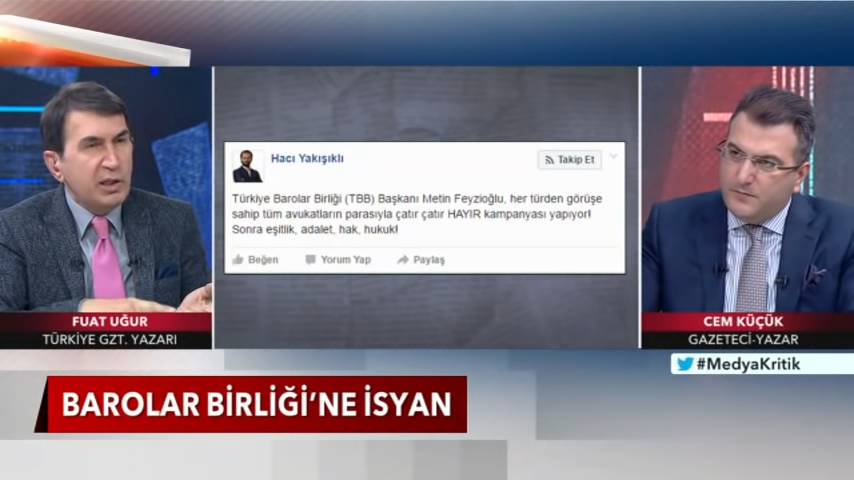 Hacı Yakışıklı
Takip Et
Türkiye Barolar Birliği (TBB) Başkanı Metin Feyzioğlu, her türden görüşe
sahip tüm avukatların parasıyla çatır çatır HAYIR kampanyası yapıyor!
Sonra eşitlik, adalet, hak, hukuk!
Beğen Yorum Yap Paylaş
FUAT UĞUR
TÜRKİYE GZT. YAZARI
CEM KÜÇÜK
GAZETECİ-YAZAR
#MedyaKritik
BAROLAR BİRLİĞİ’NE İSYAN